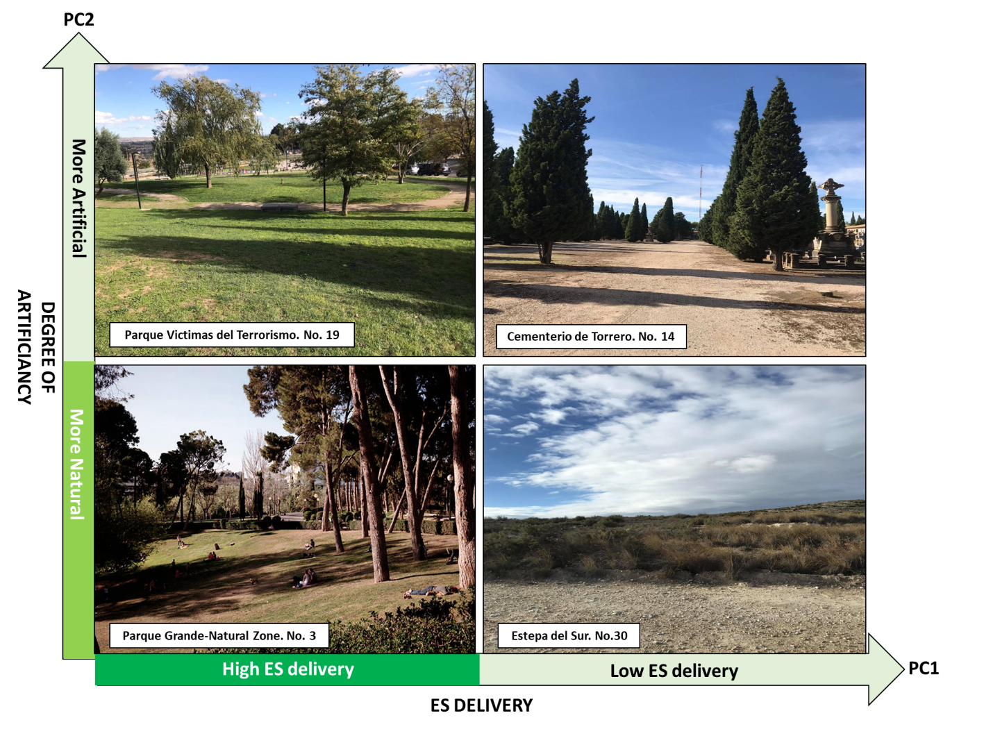 PC2
More Artificial
Parque Victimas del Terrorismo. No. 19
Cementerio de Torrero. No. 14
DEGREE OF
ARTIFICIANCY
More Natural
Parque Grande-Natural Zone. No. 3
Estepa del Sur. No.30
High ES delivery
Low ES delivery
PC1
ES DELIVERY